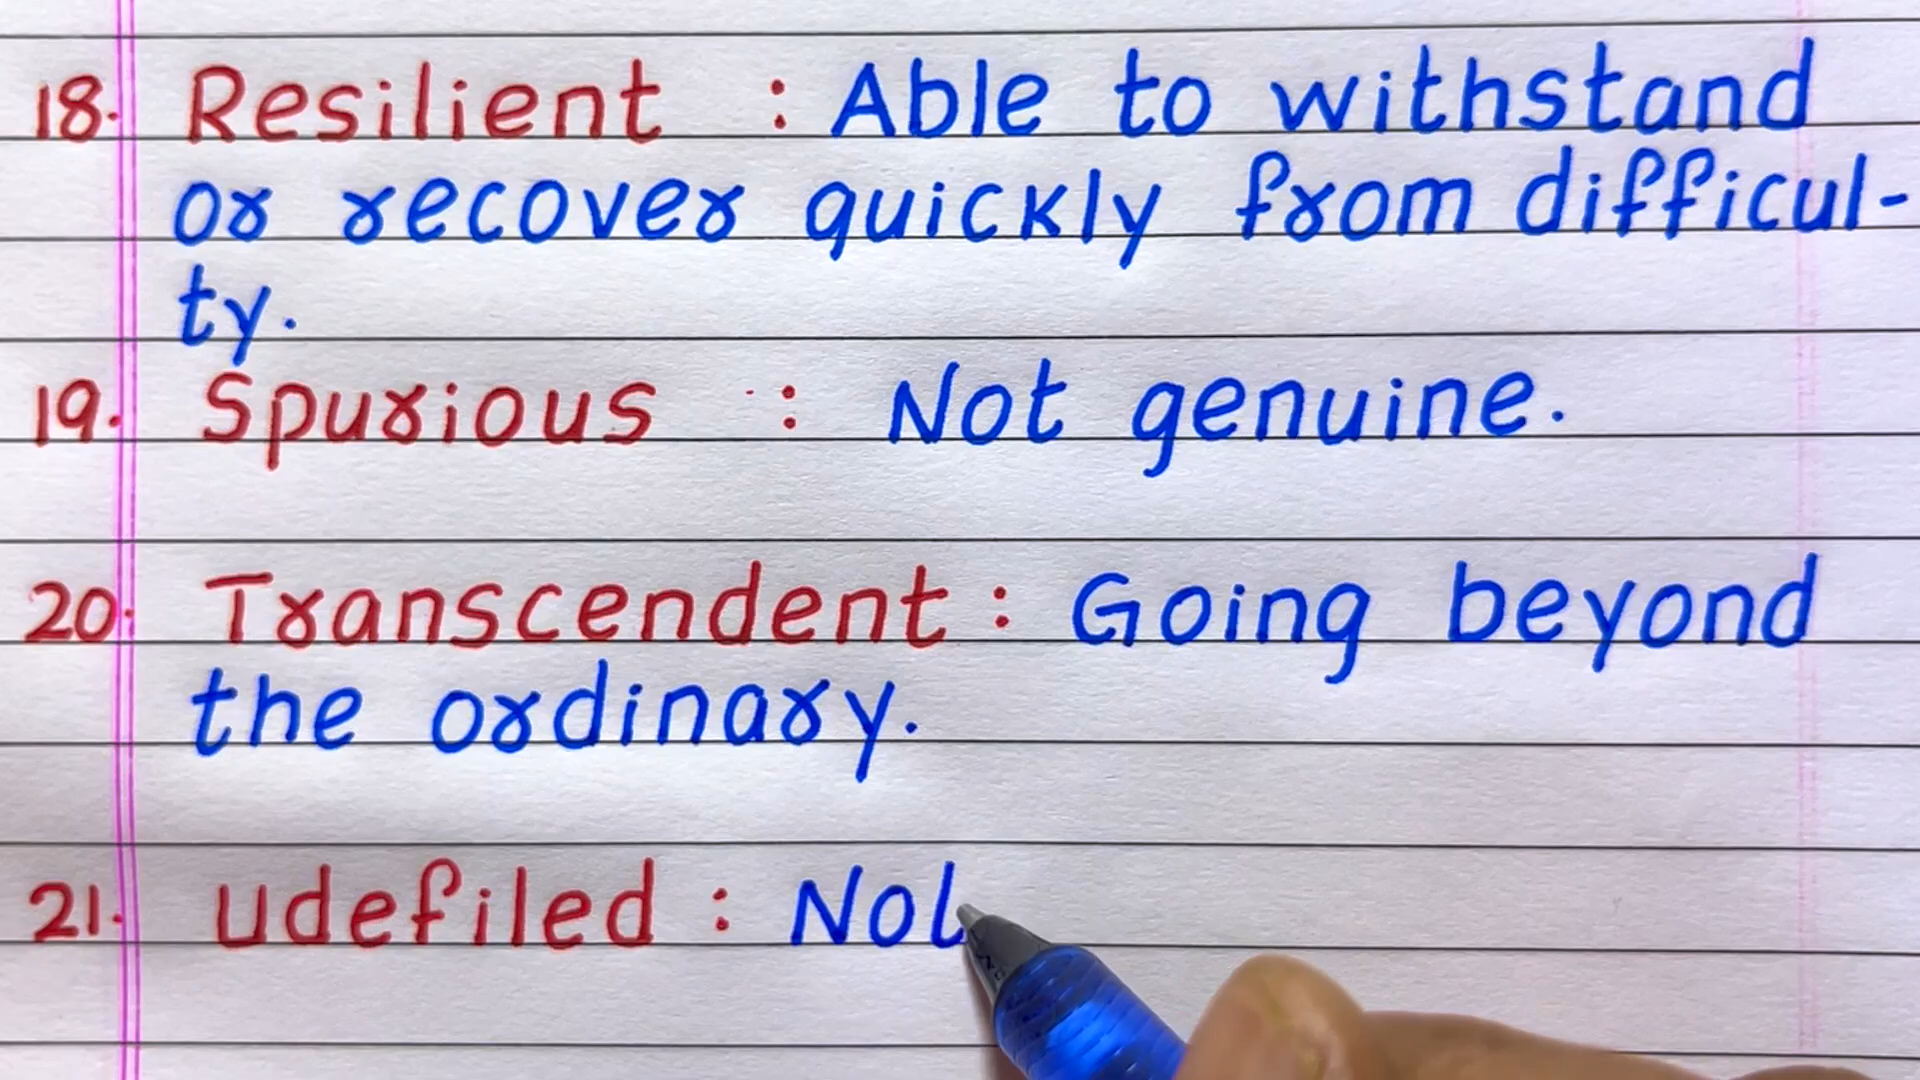 18. Resilient : Able to withstand
or recover quickly from difficul-
ty.
19. Spurious : Not genuine.
20. Transcendent : Going beyond
the ordinary.
21. udefiled : Nol